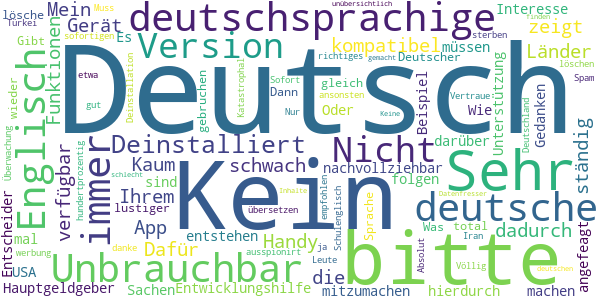 lösche Mein deutschsprachige unübersichtlich Interesse
Türkei Gerät Es finden zeigt
Muss sofortigen Version kompatibel Deutscher sterben
Gibt Funktionen etwa Deinstallation Katastrophal Sofort richtiges gemacht müssen Länder löschen
wieder gut gebruchen Dann gleich ansonsten Spam
Deutsch
Englisch Überwachung hundertprozentig Nur Oder Beispiel Vertraue Keine Wie Unterstützung darüber Deutschland Gedanken
immer Deinstalliert Nicht
verfügbar Kaum schwach nachvollziehbar
schlecht sind Ihrem Kein Inhalte empfohlen Schulenglisch Sprache folgen Datenfresser Sehr ständig
Entscheider mal lustiger App übersetzen Was total deutsche
danke Dafür entstehen ja Iran dadurch
USA Unbrauchbar Handy ausspioniert Leute Absolut bitte Völlig hierdurch deutschen angefeagt
Hauptgeldgeber Sachen Entwicklungshilfe die mitzumachen machen